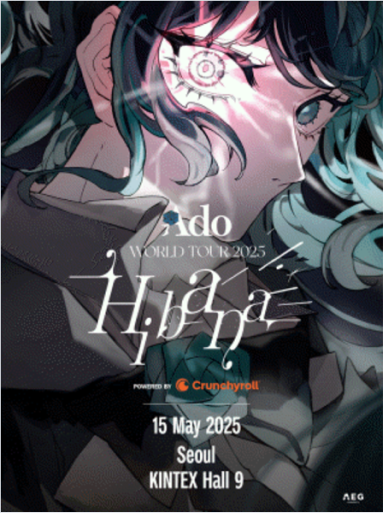 Ado
WORLD TOUR 2025
Hibana
POWERED BY Crunchyroll
15 May 2025
Seoul
KINTEX Hall 9
AEG